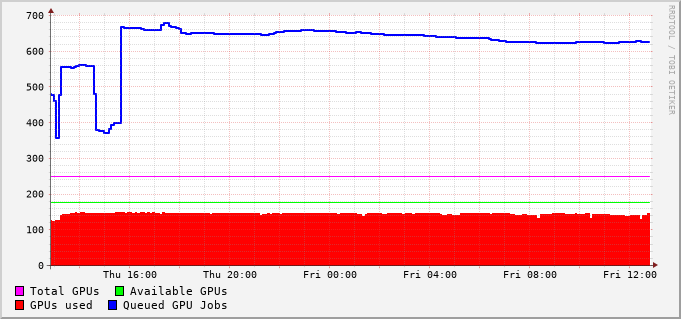 700
600
500
400
300
200
100
0
Thu 16:00 Thu 20:00 Fri 00:00 Fri 04:00 Fri 08:00 Fri 12:00
Total GPUs Available GPUs
GPUs used Queued GPU Jobs
RRDTOOL / TOBI OETIKER